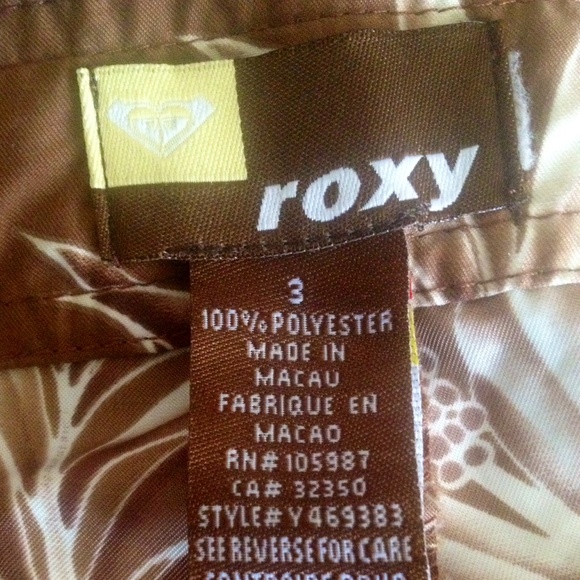 roxy
3
100% POLYESTER
MADE IN
MACAU
FABRIQUE EN
MACAO
RN# 105987
CA# 32350
STYLE# Y469383
SEE REVERSE FOR CARE